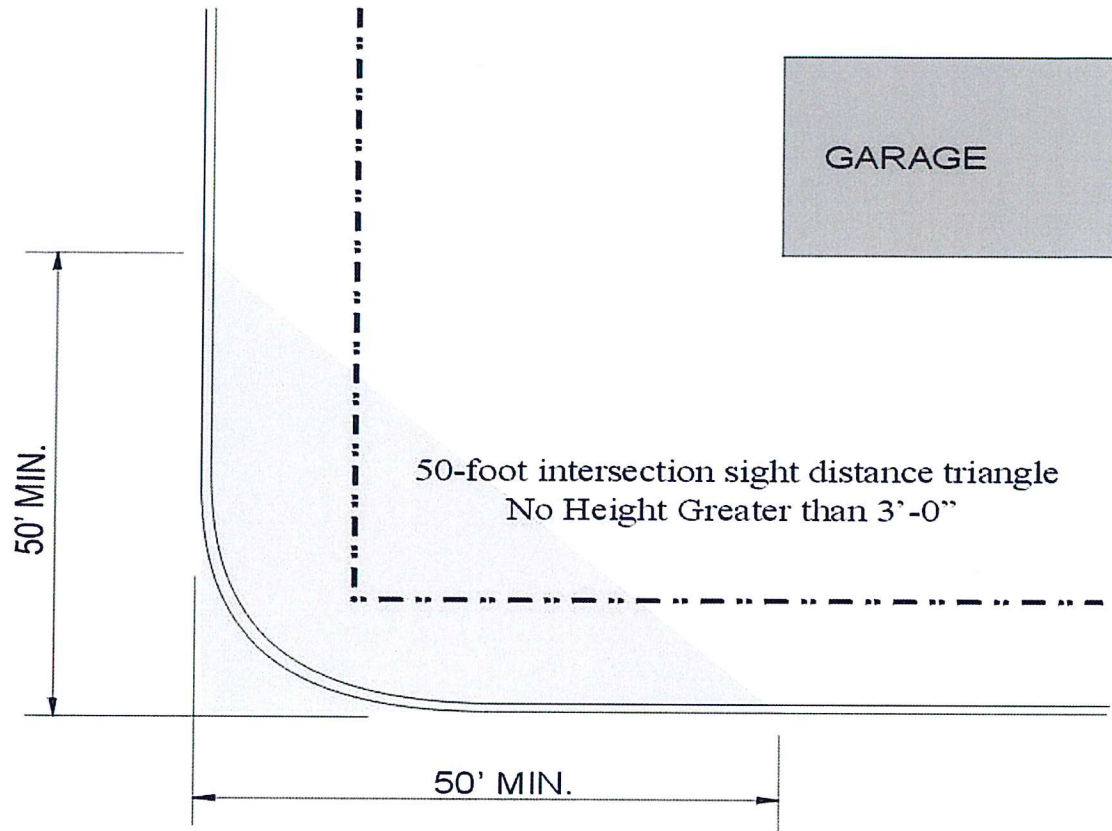 GARAGE
50' MIN.
50-foot intersection sight distance triangle
No Height Greater than 3'-0”
50' MIN.